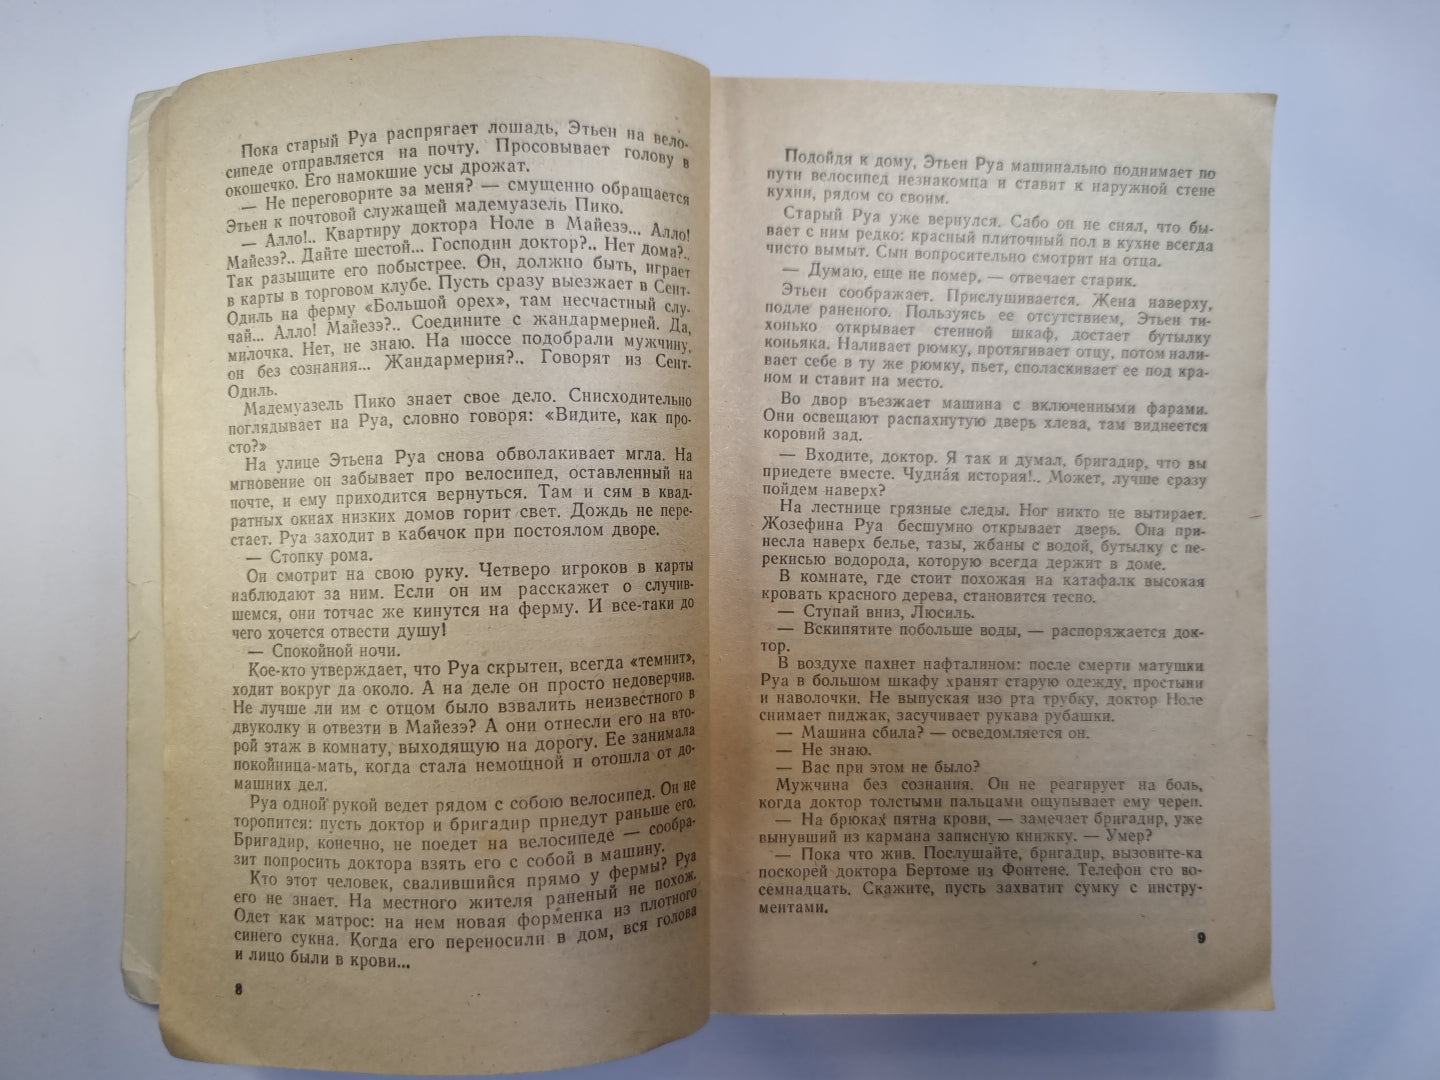 Пока старый Руа распрягает лошадь, Этьен на вело-
сипеде отправляется на почту. Просовывает голову в
окошечко. Его намокшие усы дрожат.
— Не переговорите за меня? — смущенно обращается
Этьен к почтовой служащей мадемуазель Пико.
— Алло!.. Квартиру доктора Ноле в Майезэ... Алло!
Майезэ?.. Дайте шестой... Господин доктор?.. Нет дома?..
Так разыщите его побыстрее. Он, должно быть, играет
в карты в торговом клубе. Пусть сразу выезжает в Сент-
Одиль на ферму «Большой орех», там несчастный слу-
чай... Алло! Майезэ?.. Соедините с жандармерией. Да,
милочка. Нет, не знаю. На шоссе подобрали мужчину,
он без сознания... Жандармерия?.. Говорят из Сент-
Одиль.
Мадемуазель Пико знает свое дело. Снисходительно
поглядывает на Руа, словно говоря: «Видите, как про-
сто?»
На улице Этьена Руа снова обволакивает мгла. На
мгновение он забывает про велосипед, оставленный на
почте, и ему приходится вернуться. Там и сям в квад-
ратных окнах низких домов горит свет. Дождь не пере-
стает. Руа заходит в кабачок при постоялом дворе.
— Стопку рома.
Он смотрит на свою руку. Четверо игроков в карты
наблюдают за ним. Если он им расскажет о случив-
шемся, они тотчас же кинутся на ферму. И все-таки до
чего хочется отвести душу!
— Спокойной ночи.
Кое-кто утверждает, что Руа скрытен, всегда «темнит»,
ходит вокруг да около. А на деле он просто недоверчив.
Не лучше ли им с отцом было взвалить неизвестного в
двуколку и отвезти в Майезэ? А они отнесли его на вто-
рой этаж в комнату, выходящую на дорогу. Ее занимала
покойница-мать, когда стала немощной и отошла от до-
машних дел.
Руа одной рукой ведет рядом с собою велосипед. Он не
торопится: пусть доктор и бригадир приедут раньше его.
Бригадир, конечно, не поедет на велосипеде — сообра-
зит попросить доктора взять его с собой в машину.
Кто этот человек, свалившийся прямо у фермы? Руа
его не знает. На местного жителя раненый не похож.
Одет как матрос: на нем новая форменка из плотного
синего сукна. Когда его переносили в дом, вся голова
и лицо были в крови...
8
Подойдя к дому, Этьен Руа машинально поднимает по
пути велосипед незнакомца и ставит к наружной стене
кухни, рядом со своим.
Старый Руа уже вернулся. Сабо он не снял, что бы-
вает с ним редко: красный плиточный пол в кухне всегда
чисто вымыт. Сын вопросительно смотрит на отца.
— Думаю, еще не помер, — отвечает старик.
Этьен соображает. Прислушивается. Жена наверху,
подле раненого. Пользуясь ее отсутствием, Этьен ти-
хонько открывает стенной шкаф, достает бутылку
коньяка. Наливает рюмку, протягивает отцу, потом нали-
вает себе в ту же рюмку, пьет, споласкивает ее под кра-
ном и ставит на место.
Во двор въезжает машина с включенными фарами.
Они освещают распахнутую дверь хлева, там виднеется
коровий зад.
— Входите, доктор. Я так и думал, бригадир, что вы
приедете вместе. Чудна́я история!.. Может, лучше сразу
пойдем наверх?
На лестнице грязные следы. Ног никто не вытирает.
Жозефина Руа бесшумно открывает дверь. Она при-
несла наверх белье, тазы, жбаны с водой, бутылку с пе-
рекисью водорода, которую всегда держит в доме.
В комнате, где стоит похожая на катафалк высокая
кровать красного дерева, становится тесно.
— Ступай вниз, Люсиль.
— Вскипятите побольше воды, — распоряжается док-
тор.
В воздухе пахнет нафталином: после смерти матушки
Руа в большом шкафу хранят старую одежду, простыни
и наволочки. Не выпуская изо рта трубку, доктор Ноле
снимает пиджак, засучивает рукава рубашки.
— Машина сбила? — осведомляется он.
— Не знаю.
— Вас при этом не было?
Мужчина без сознания. Он не реагирует на боль,
когда доктор толстыми пальцами ощупывает ему череп.
— На брюках пятна крови, — замечает бригадир, уже
вынувший из кармана записную книжку. — Умер?
— Пока что жив. Послушайте, бригадир, вызовите-ка
поскорей доктора Бертоме из Фонтене. Телефон сто во-
семнадцать. Скажите, пусть захватит сумку с инстру-
ментами.
9